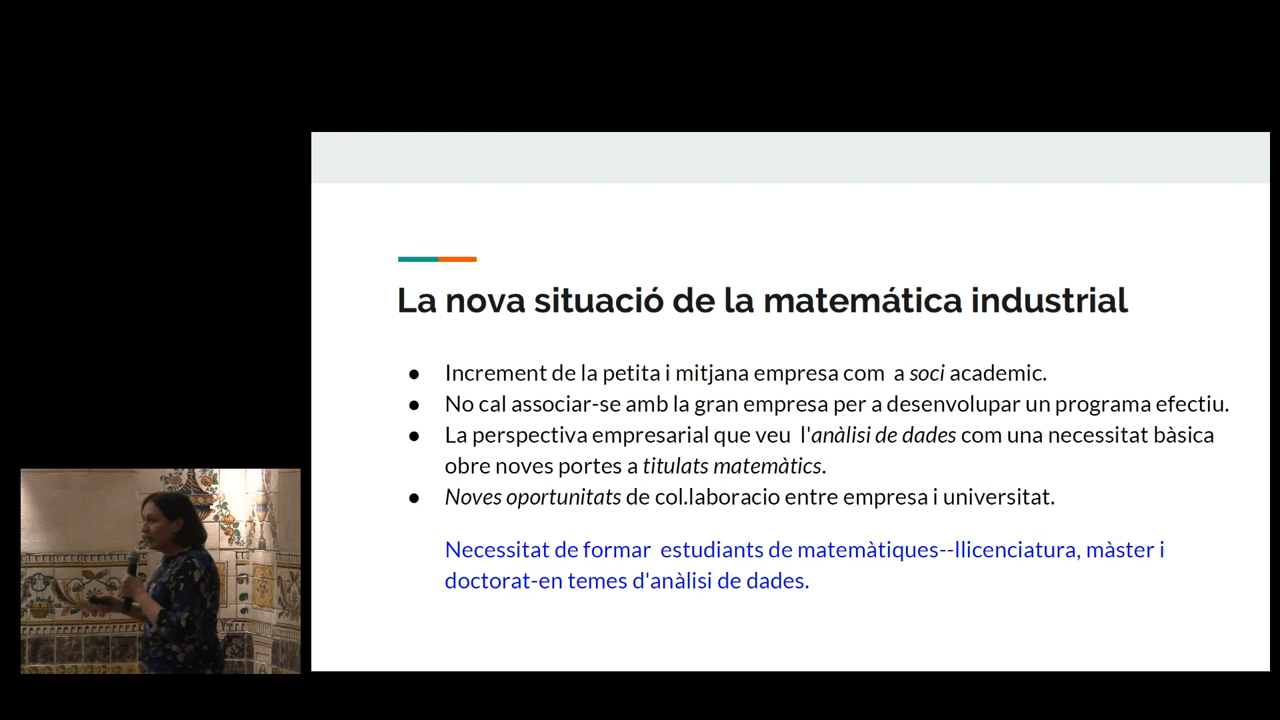 La nova situació de la matemática industrial
● Increment de la petita i mitjana empresa com a soci academic.
● No cal associar-se amb la gran empresa per a desenvolupar un programa efectiu.
● La perspectiva empresarial que veu l'anàlisi de dades com una necessitat bàsica
obre noves portes a titulats matemàtics.
● Noves oportunitats de col.laboracio entre empresa i universitat.
Necessitat de formar estudiants de matemàtiques--llicenciatura, màster i
doctorat-en temes d'anàlisi de dades.